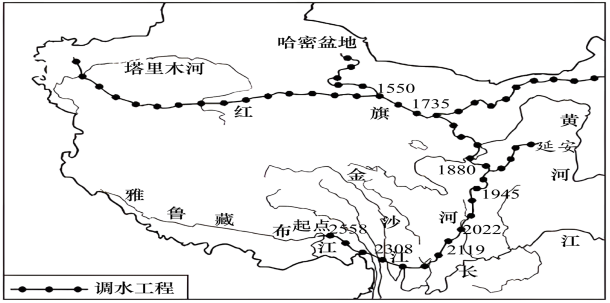 哈密盆地
塔里木河
1550
1735
红旗河
黄河
延安
1880
1945
金沙江
雅鲁藏布江
起点
2558
2022
2308
2119
长江
调水工程